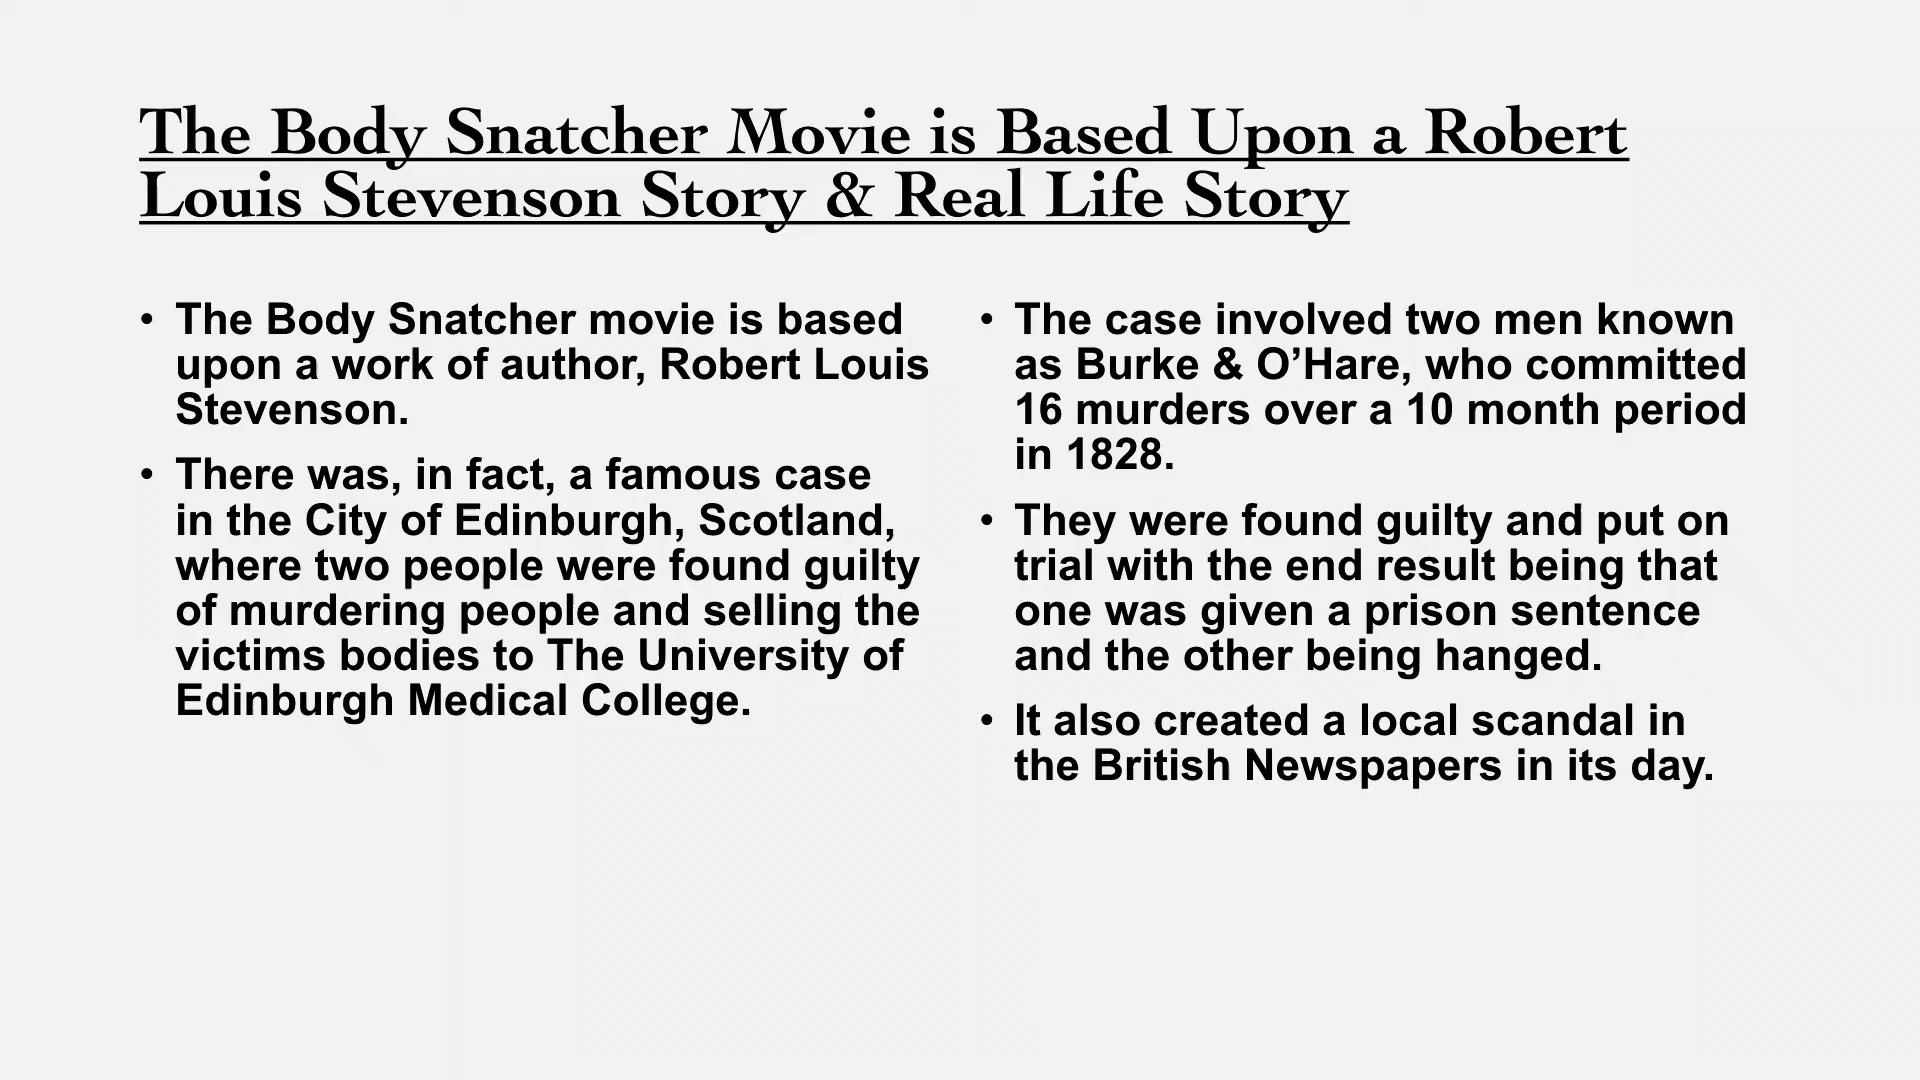 The Body Snatcher Movie is Based Upon a Robert
Louis Stevenson Story & Real Life Story
• The Body Snatcher movie is based
upon a work of author, Robert Louis
Stevenson.
• There was, in fact, a famous case
in the City of Edinburgh, Scotland,
where two people were found guilty
of murdering people and selling the
victims bodies to The University of
Edinburgh Medical College.
• The case involved two men known
as Burke & O’Hare, who committed
16 murders over a 10 month period
in 1828.
• They were found guilty and put on
trial with the end result being that
one was given a prison sentence
and the other being hanged.
• It also created a local scandal in
the British Newspapers in its day.